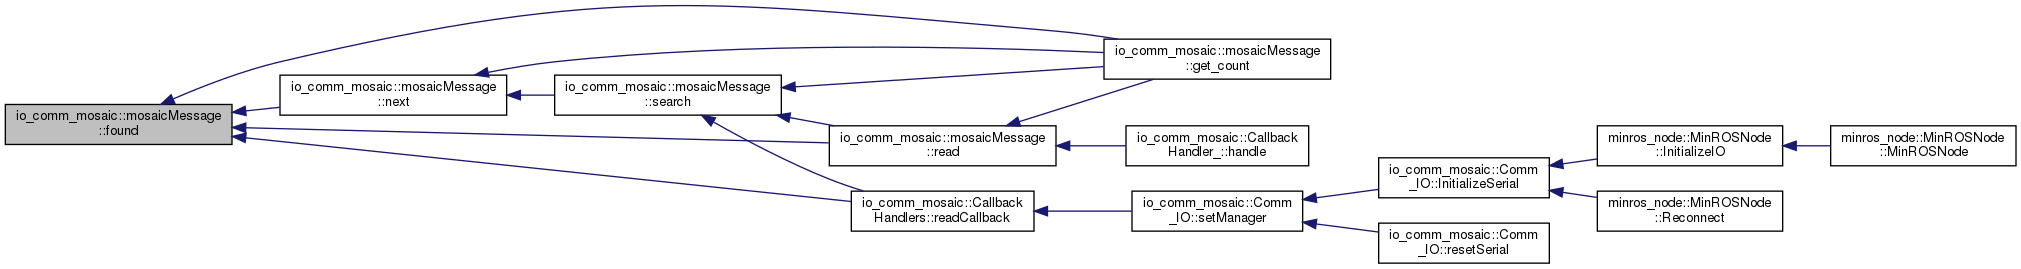 io_comm_mosaic::mosaicMessage
::found
io_comm_mosaic::mosaicMessage
::next
io_comm_mosaic::mosaicMessage
::search
io_comm_mosaic::mosaicMessage
::get_count
io_comm_mosaic::mosaicMessage
::read
io_comm_mosaic::Callback
Handler_::handle
io_comm_mosaic::Callback
Handlers::readCallback
io_comm_mosaic::Comm
_IO::setManager
io_comm_mosaic::Comm
_IO::InitializeSerial
io_comm_mosaic::Comm
_IO::resetSerial
minros_node::MinROSNode
::InitializeIO
minros_node::MinROSNode
::Reconnect
minros_node::MinROSNode
::MinROSNode